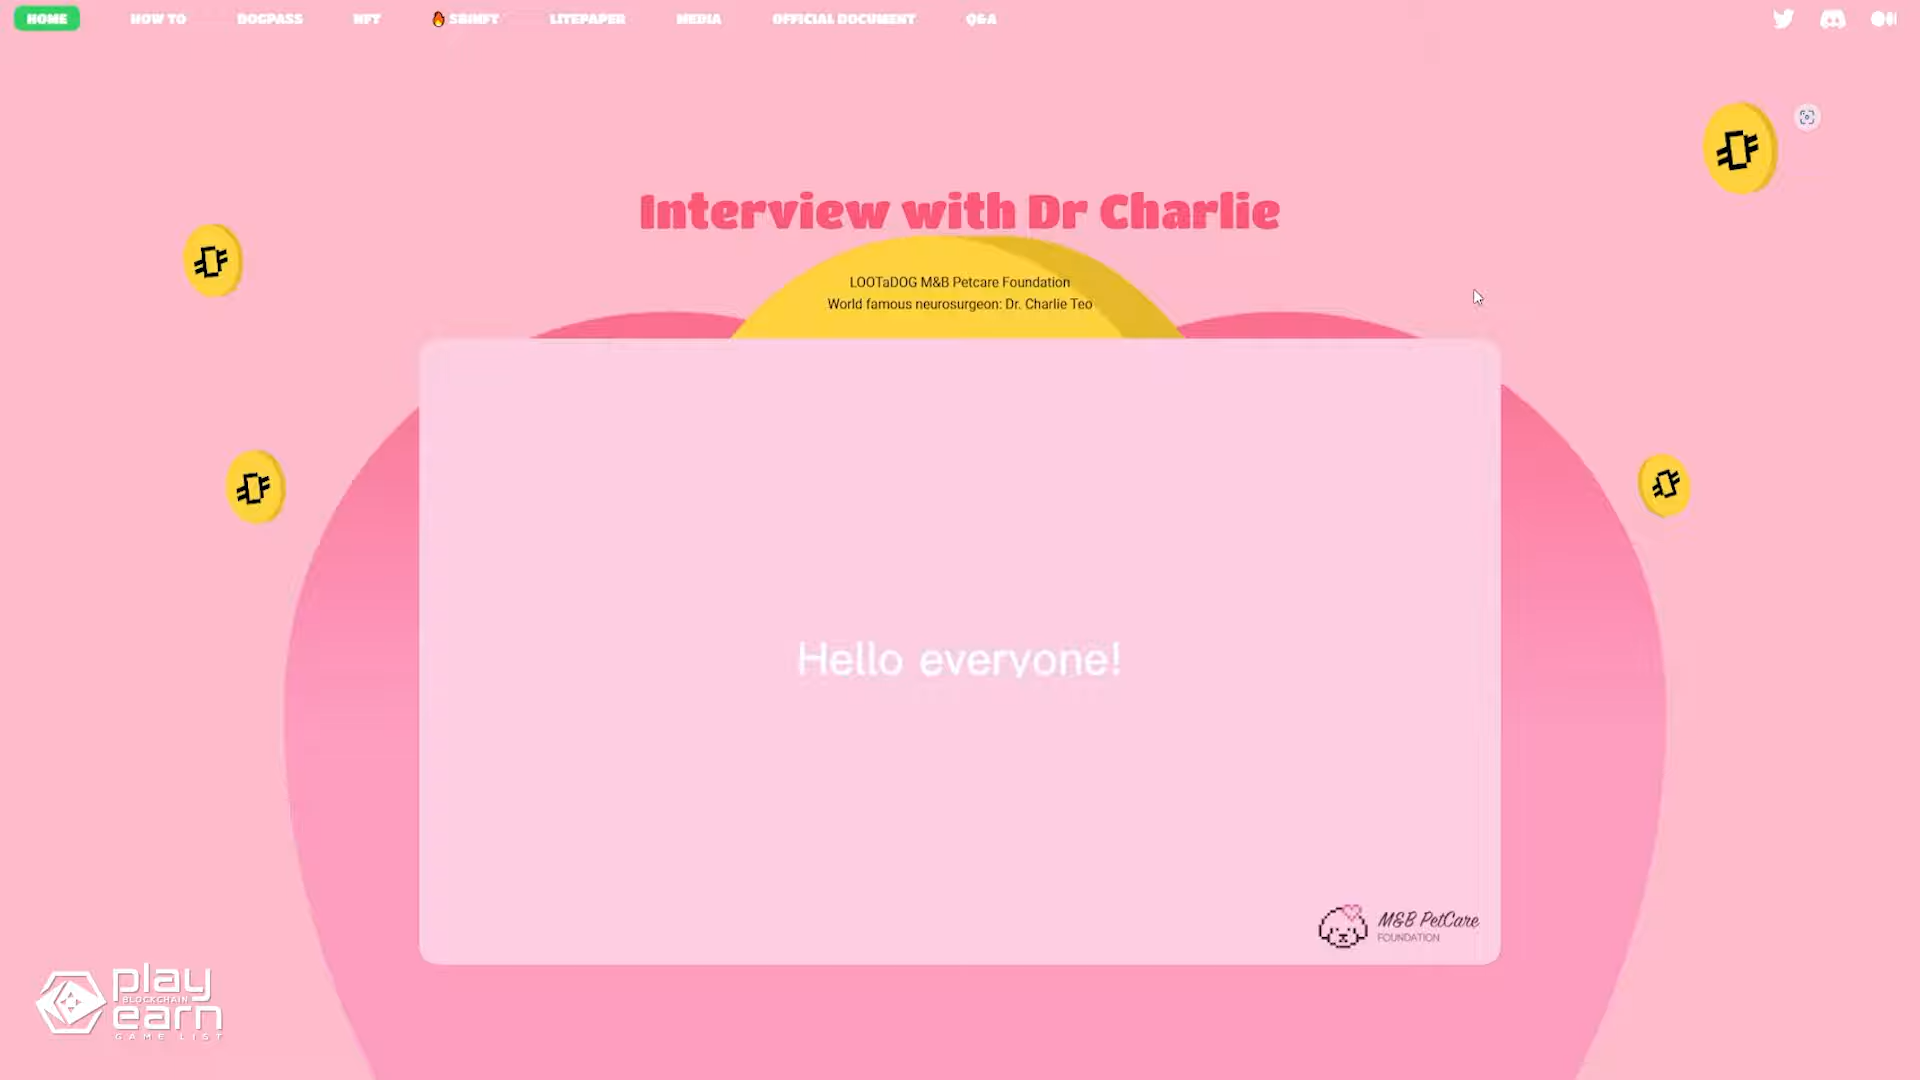 HOME
HOW TO
DOGPASS
NFT
SBINFT
LITEPAPER
MEDIA
OFFICIAL DOCUMENT
Q&A
Interview with Dr Charlie
LOOTaDOG M&B Petcare Foundation
World famous neurosurgeon: Dr. Charlie Teo
Hello everyone!
M&B PetCare
FOUNDATION
play
BLOCKCHAIN
earn
GAME LIST